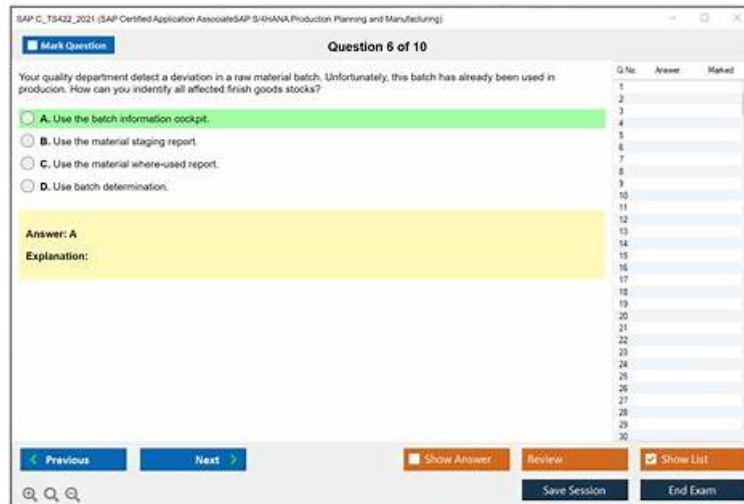 SAP C_TS422_2021 (SAP Certified Application AssociateSAP S/4HANA Production Planning and Manufacturing)
Mark Question
Question 6 of 10
Your quality department detect a deviation in a raw material batch. Unfortunately, this batch has already been used in
producion. How can you indentify all affected finish goods stocks?
A. Use the batch information cockpit.
B. Use the material staging report.
C. Use the material where-used report.
D. Use batch determination.
Answer: A
Explanation:
Q.No. Answer Marked
1
2
3
4
5
6
7
8
9
10
11
12
13
14
15
16
17
18
19
20
21
22
23
24
25
26
27
28
29
30
Previous
Next
Show Answer
Review
Show List
Save Session
End Exam